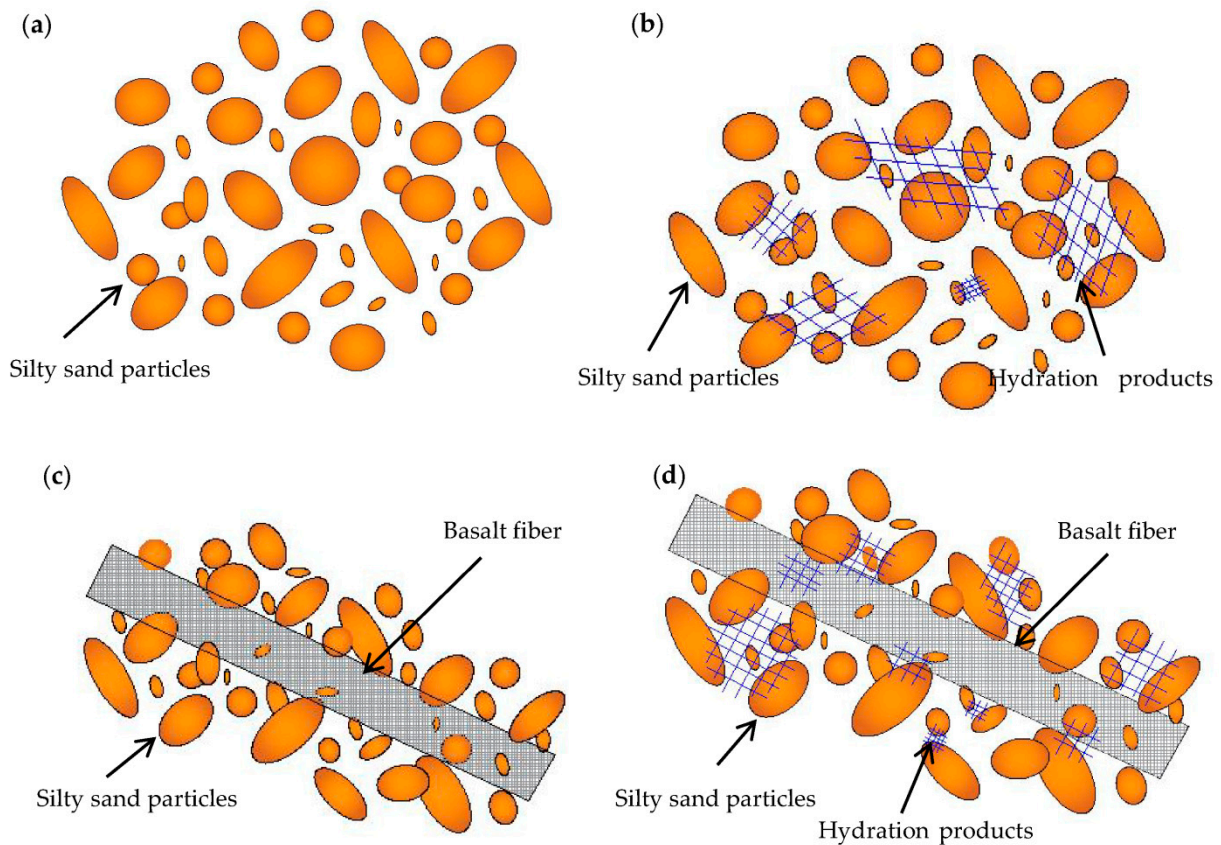 (a)
Silty sand particles
(b)
Silty sand particles
Hydration products
(c)
Basalt fiber
Silty sand particles
(d)
Basalt fiber
Silty sand particles
Hydration products